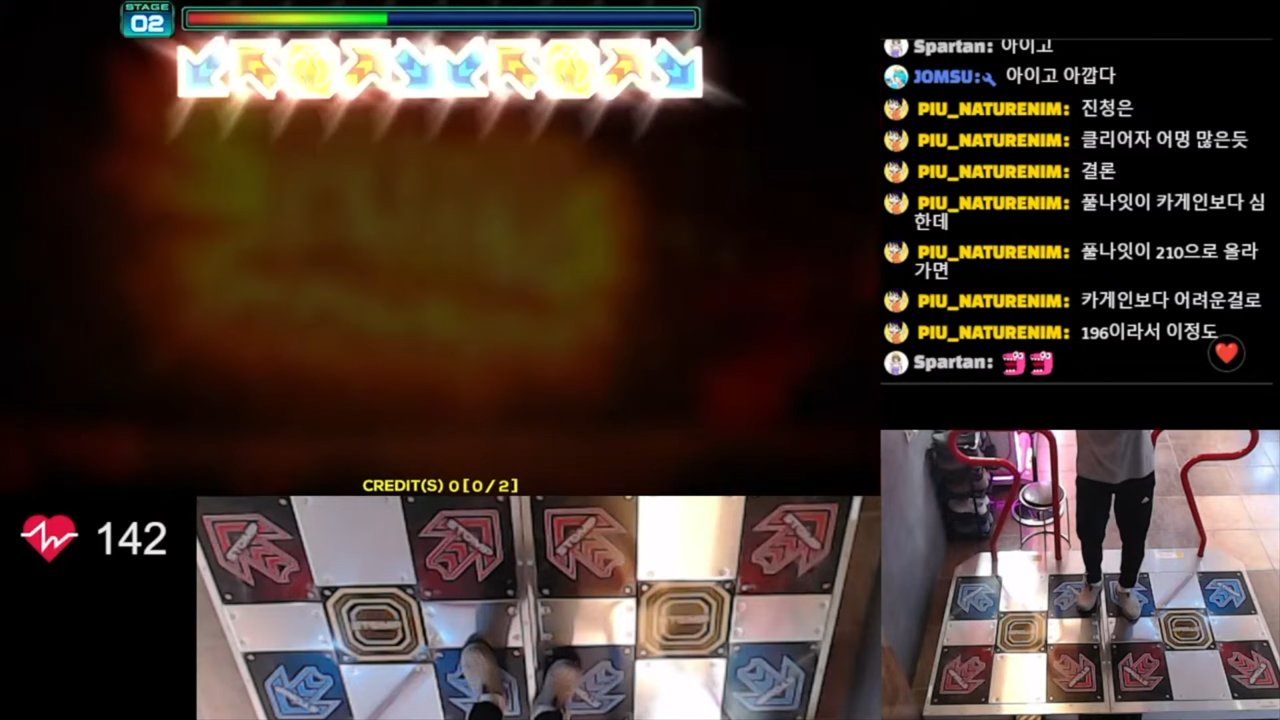 STAGE
02
Spartan: 아이고
JOMSU: 아이고 아깝다
PIU_NATURENIM: 진청은
PIU_NATURENIM: 클리어자 어멍 많은듯
PIU_NATURENIM: 결론
PIU_NATURENIM: 풀나잇이 카게인보다 심
한데
PIU_NATURENIM: 풀나잇이 210으로 올라
가면
PIU_NATURENIM: 카게인보다 어려운걸로
PIU_NATURENIM: 196이라서 이정도
Spartan:
CREDIT(S) 0[0/2]
142